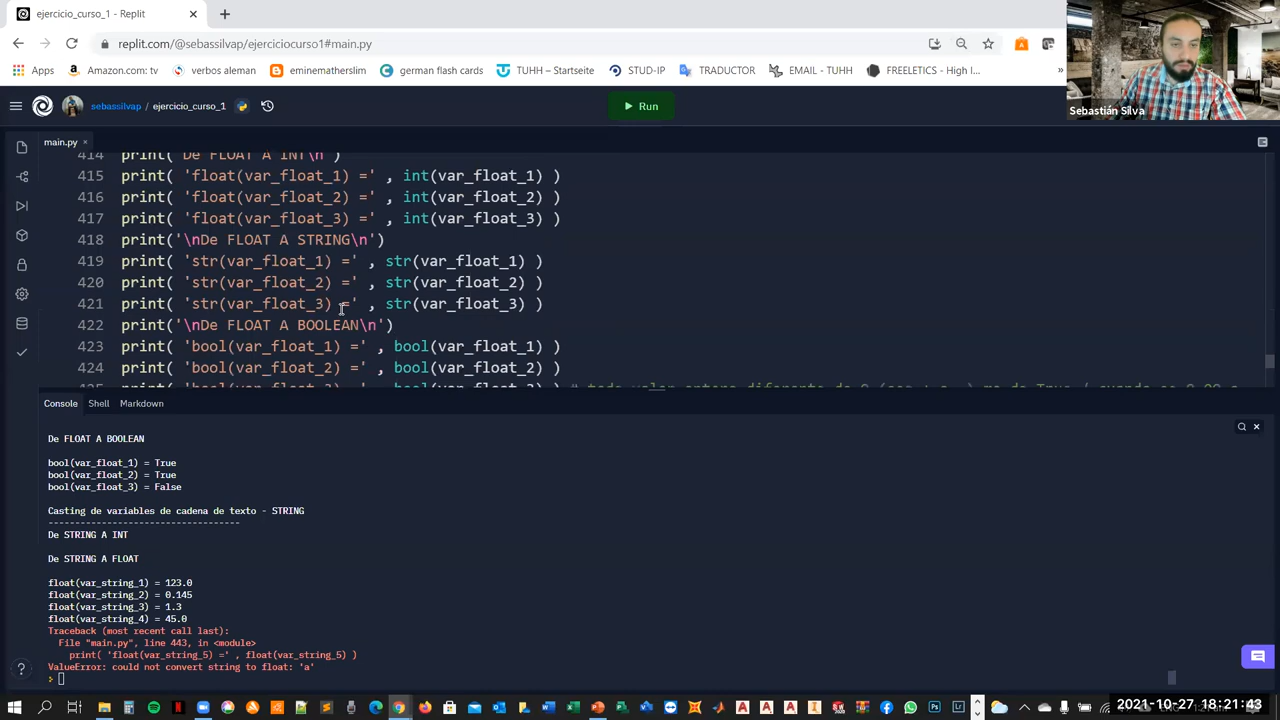 ejercicio_curso_1 - Replit
replit.com/@sebassilvap/ejerciciocurso1#main.py
Apps
Amazon.com: tv
verbos aleman
eminemathslim
german flash cards
TUHH – Startseite
STUD-IP
TRADUCTOR
EMAIL - TUHH
FREELETICS - High I...
»
Sebastián Silva
sebassilvap / ejercicio_curso_1
Run
main.py
414 print( 'De FLOAT A INT\n')
415 print( 'float(var_float_1) =' , int(var_float_1) )
416 print( 'float(var_float_2) =' , int(var_float_2) )
417 print( 'float(var_float_3) =' , int(var_float_3) )
418 print('\nDe FLOAT A STRING\n')
419 print( 'str(var_float_1) =' , str(var_float_1) )
420 print( 'str(var_float_2) =' , str(var_float_2) )
421 print( 'str(var_float_3) =' , str(var_float_3) )
422 print('\nDe FLOAT A BOOLEAN\n')
423 print( 'bool(var_float_1) =' , bool(var_float_1) )
424 print( 'bool(var_float_2) =' , bool(var_float_2) )
Console Shell Markdown
De FLOAT A BOOLEAN
bool(var_float_1) = True
bool(var_float_2) = True
bool(var_float_3) = False
Casting de variables de cadena de texto - STRING
------------------------------------
De STRING A INT
De STRING A FLOAT
float(var_string_1) = 123.0
float(var_string_2) = 0.145
float(var_string_3) = 1.3
float(var_string_4) = 45.0
Traceback (most recent call last):
File "main.py", line 443, in <module>
print( 'float(var_string_5) =' , float(var_string_5) )
ValueError: could not convert string to float: 'a'
2021-10-27 18:21:43